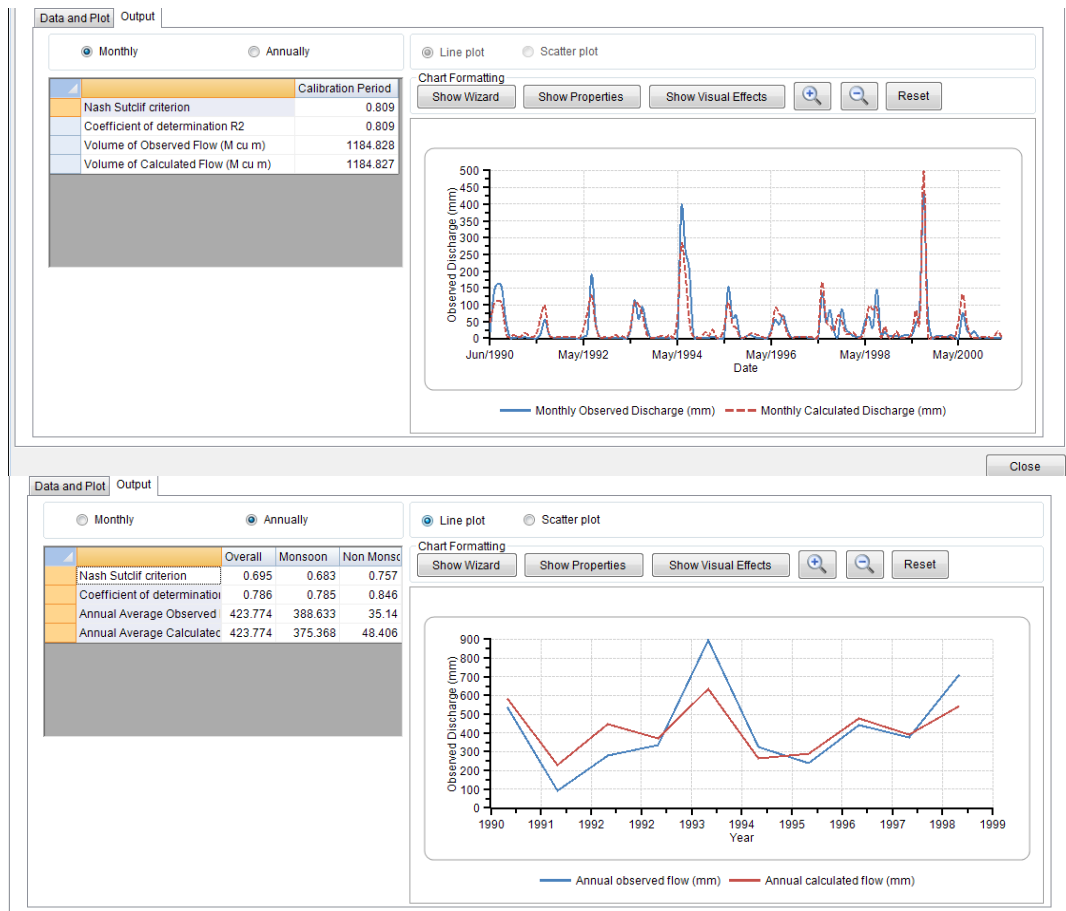 Data and Plot Output
Monthly Annually
Line plot Scatter plot
Calibration Period
Nash Sutclif criterion 0.809
Coefficient of determination R2 0.809
Volume of Observed Flow (M cu m) 1184.828
Volume of Calculated Flow (M cu m) 1184.827
Chart Formatting
Show Wizard Show Properties Show Visual Effects Reset
Observed Discharge (mm)
500
450
400
350
300
250
200
150
100
50
0
Jun/1990 May/1992 May/1994 May/1996 May/1998 May/2000
Date
Monthly Observed Discharge (mm) Monthly Calculated Discharge (mm)
Close
Data and Plot Output
Monthly Annually
Line plot Scatter plot
Overall Monsoon Non Monsc
Nash Sutclif criterion 0.695 0.683 0.757
Coefficient of determination 0.786 0.785 0.846
Annual Average Observed 423.774 388.633 35.14
Annual Average Calculated 423.774 375.368 48.406
Chart Formatting
Show Wizard Show Properties Show Visual Effects Reset
Observed Discharge (mm)
900
800
700
600
500
400
300
200
100
0
1990 1991 1992 1992 1993 1994 1995 1996 1997 1998 1999
Year
Annual observed flow (mm) Annual calculated flow (mm)